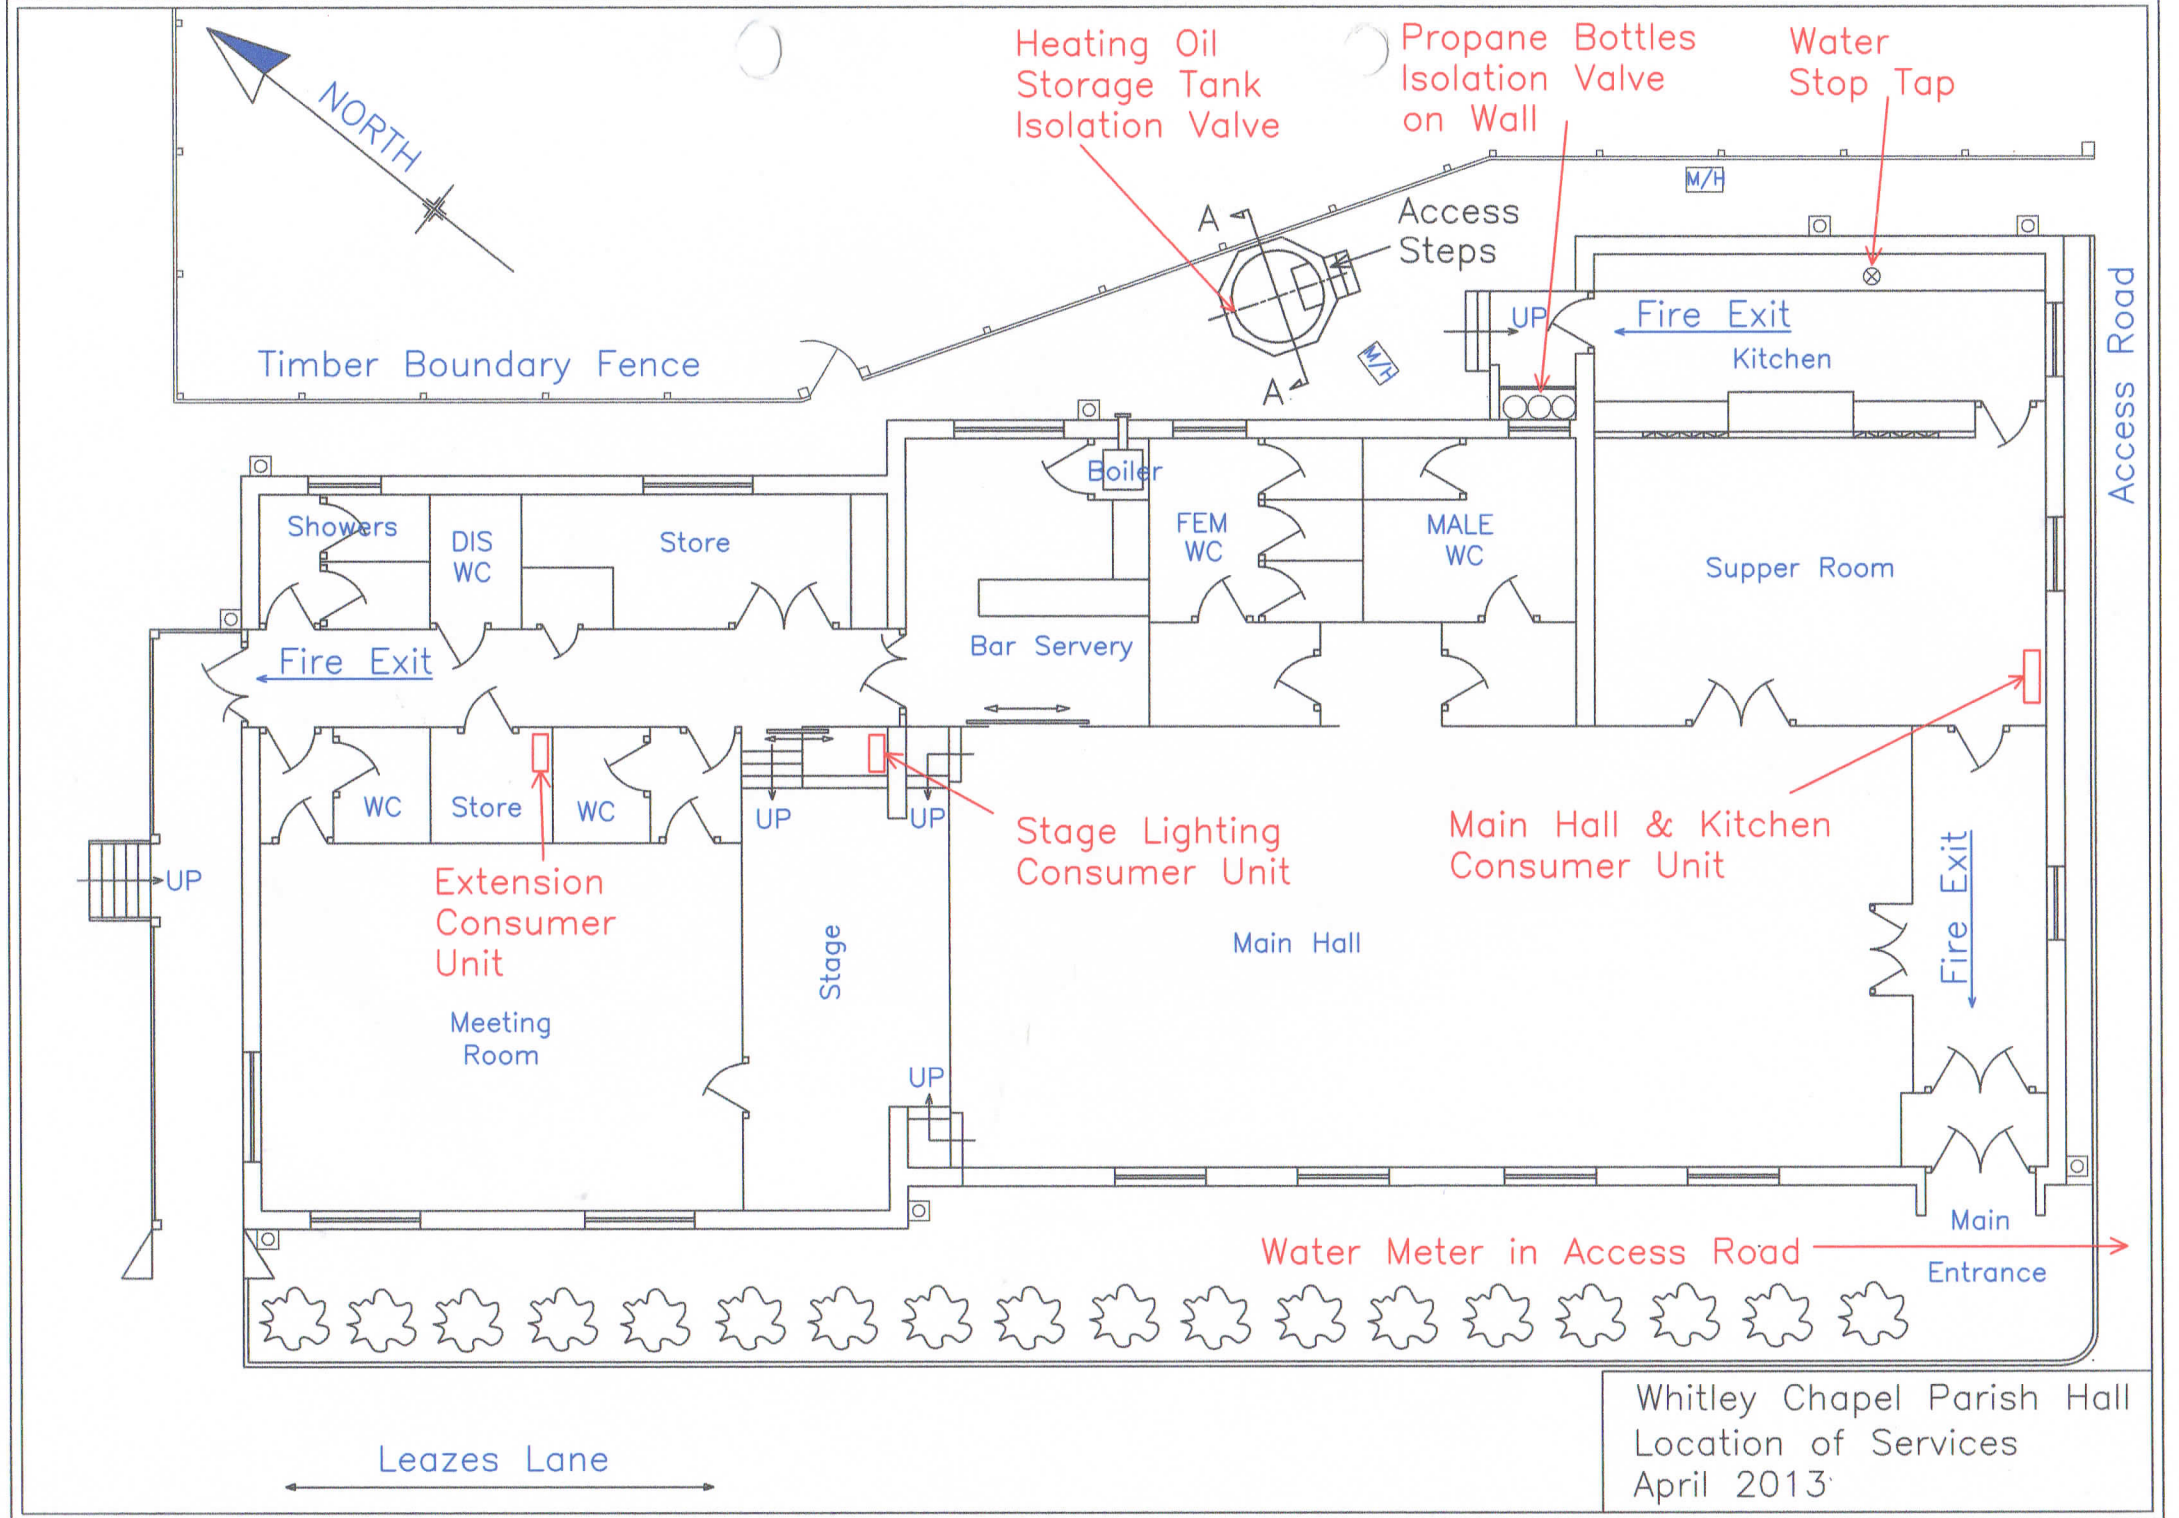 Heating Oil
Storage Tank
Isolation Valve
Propane Bottles
Isolation Valve
on Wall
Water
Stop Tap
NORTH
M/H
A
Access
Steps
A
M/H
UP
Fire Exit
Kitchen
Access Road
Timber Boundary Fence
Boiler
Showers
DIS
WC
Store
FEM
WC
MALE
WC
Supper Room
Bar Servery
Fire Exit
WC
Store
WC
UP
UP
UP
Extension
Consumer
Unit
Stage Lighting
Consumer Unit
Main Hall & Kitchen
Consumer Unit
Fire Exit
Stage
Main Hall
Meeting
Room
UP
Main
Entrance
Water Meter in Access Road
Leazes Lane
Whitley Chapel Parish Hall
Location of Services
April 2013